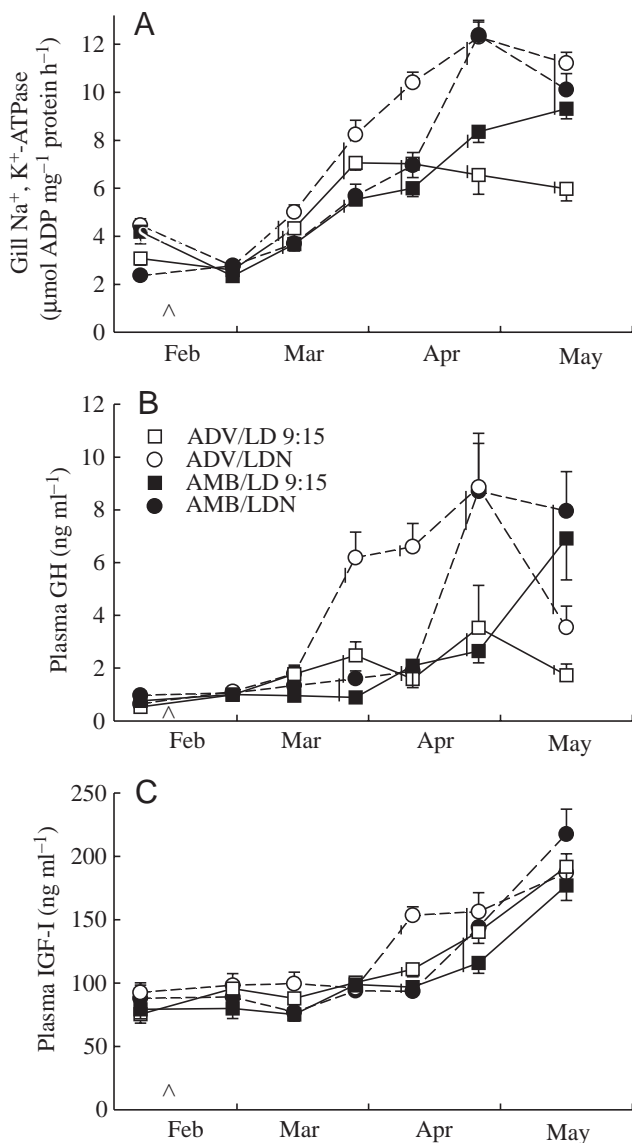 A
Gill Na⁺, K⁺-ATPase
(μmol ADP mg⁻¹ protein h⁻¹)
12
10
8
6
4
2
0
^
Feb Mar Apr May
B
Plasma GH (ng ml⁻¹)
12
10
8
6
4
2
0
ADV/LD 9:15
ADV/LDN
AMB/LD 9:15
AMB/LDN
^
Feb Mar Apr May
C
Plasma IGF-I (ng ml⁻¹)
250
200
150
100
50
0
^
Feb Mar Apr May